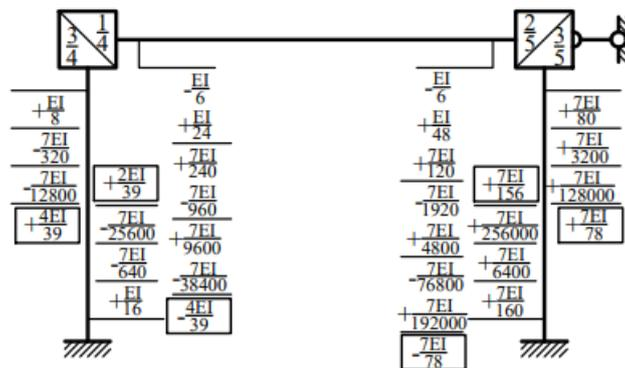 3/4 1/4
2/5 3/5
+EI/8
-7EI/320
-7EI/12800
+4EI/39
+2EI/39
-7EI/25600
-7EI/640
+EI/16
-EI/6
+EI/24
+7EI/240
-7EI/960
+7EI/9600
-7EI/38400
-4EI/39
-EI/6
+EI/48
+7EI/120
-7EI/1920
+7EI/4800
-7EI/76800
+7EI/192000
-7EI/78
+7EI/156
+7EI/256000
+7EI/6400
+7EI/160
+7EI/80
+7EI/3200
+7EI/128000
+7EI/78